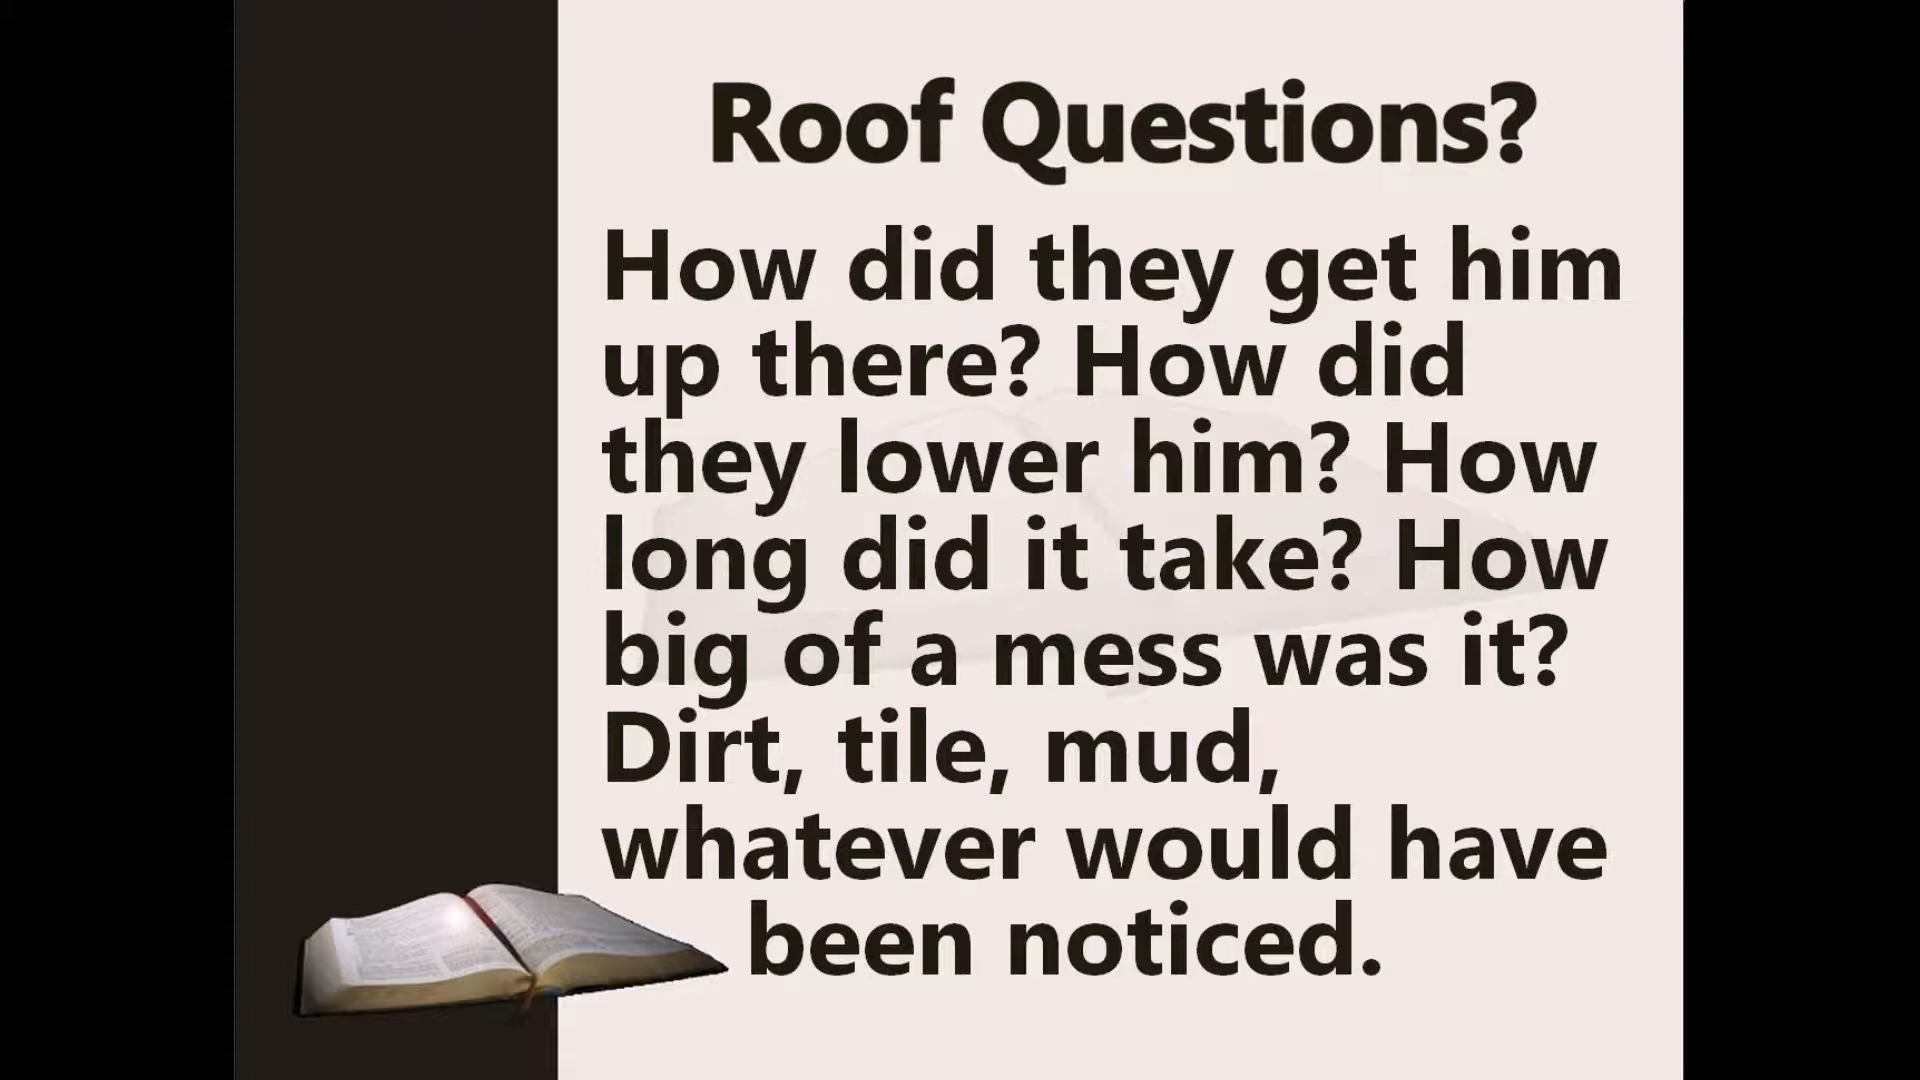 Roof Questions?
How did they get him
up there? How did
they lower him? How
long did it take? How
big of a mess was it?
Dirt, tile, mud,
whatever would have
been noticed.